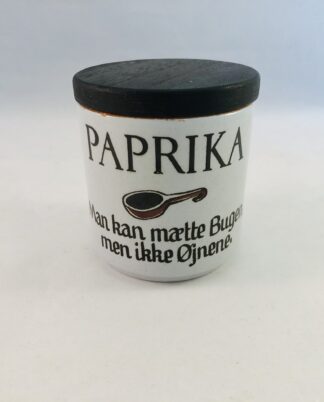 PAPRIKA
Man kan mætte Bugen
men ikke Øjnene.